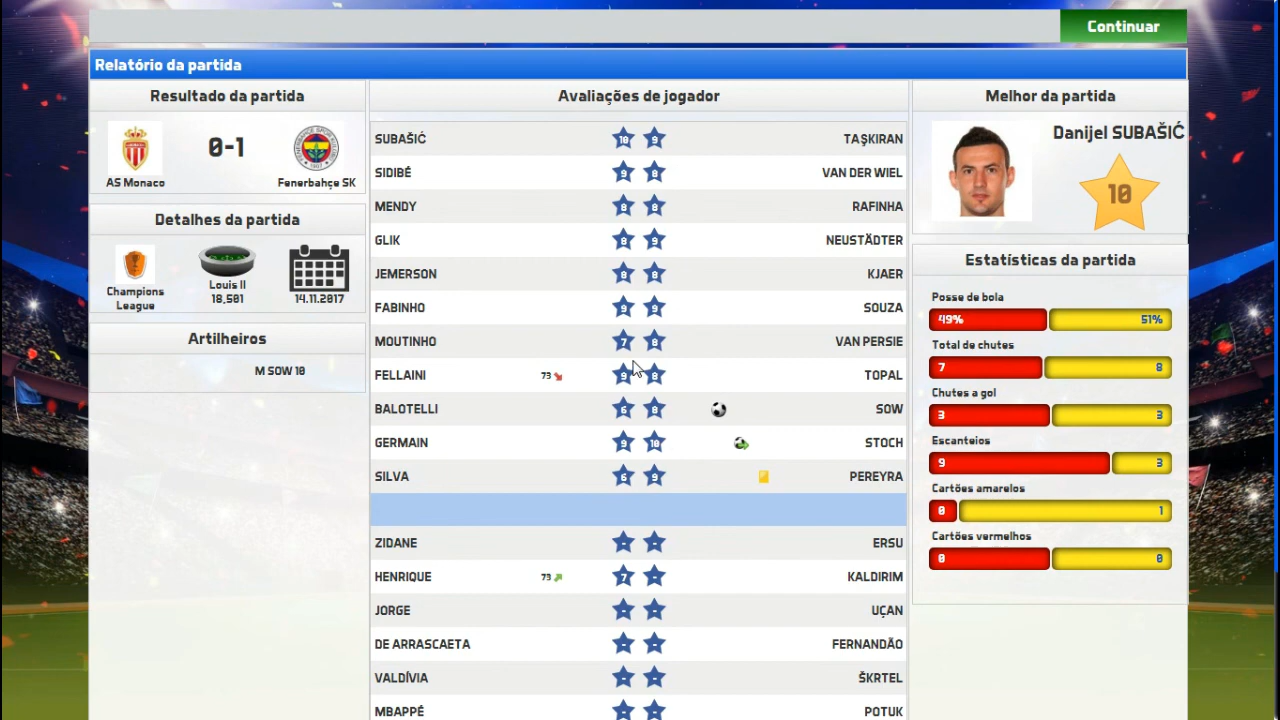 Continuar
Relatório da partida
Resultado da partida
0-1
AS Monaco
Fenerbahçe SK
Detalhes da partida
Champions
League
Louis II
18,501
14.11.2017
Artilheiros
M SOW 10
Avaliações de jogador
SUBAŠIĆ 10 9 TAŞKIRAN
SIDIBÉ 9 8 VAN DER WIEL
MENDY 8 8 RAFINHA
GLIK 8 9 NEUSTÄDTER
JEMERSON 8 8 KJAER
FABINHO 9 9 SOUZA
MOUTINHO 7 8 VAN PERSIE
FELLAINI 73 9 8 TOPAL
BALOTELLI 6 8 SOW
GERMAIN 9 10 STOCH
SILVA 6 9 PEREYRA
ZIDANE - - ERSU
HENRIQUE 73 7 - KALDIRIM
JORGE - - UÇAN
DE ARRASCAETA - - FERNANDÃO
VALDÍVIA - - ŠKRTEL
MBAPPÉ - - POTUK
Melhor da partida
Danijel SUBAŠIĆ
10
Estatísticas da partida
Posse de bola
49% 51%
Total de chutes
7 8
Chutes a gol
3 3
Escanteios
9 3
Cartões amarelos
0 1
Cartões vermelhos
0 0